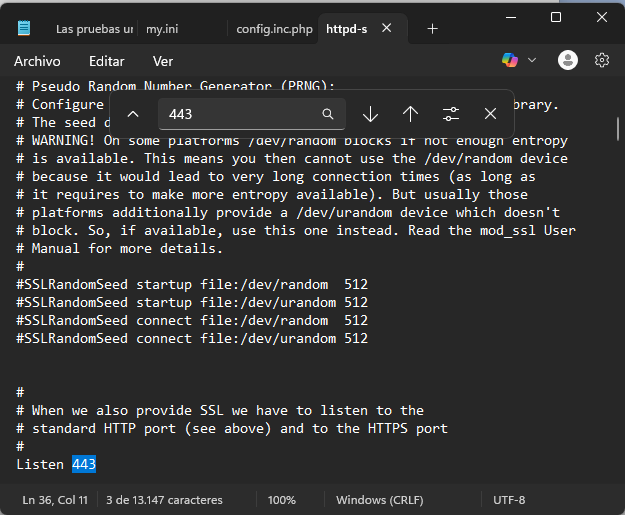 Las pruebas ur
my.ini
config.inc.php
httpd-s
Archivo
Editar
Ver
# Pseudo Random Number Generator (PRNG):
# Configure
brary.
# The seed d
443
# WARNING! On some platforms /dev/random blocks if not enough entropy
# is available. This means you then cannot use the /dev/random device
# because it would lead to very long connection times (as long as
# it requires to make more entropy available). But usually those
# platforms additionally provide a /dev/urandom device which doesn't
# block. So, if available, use this one instead. Read the mod_ssl User
# Manual for more details.
#
#SSLRandomSeed startup file:/dev/random  512
#SSLRandomSeed startup file:/dev/urandom 512
#SSLRandomSeed connect file:/dev/random  512
#SSLRandomSeed connect file:/dev/urandom 512
#
# When we also provide SSL we have to listen to the
# standard HTTP port (see above) and to the HTTPS port
#
Listen 443
Ln 36, Col 11
3 de 13.147 caracteres
100%
Windows (CRLF)
UTF-8